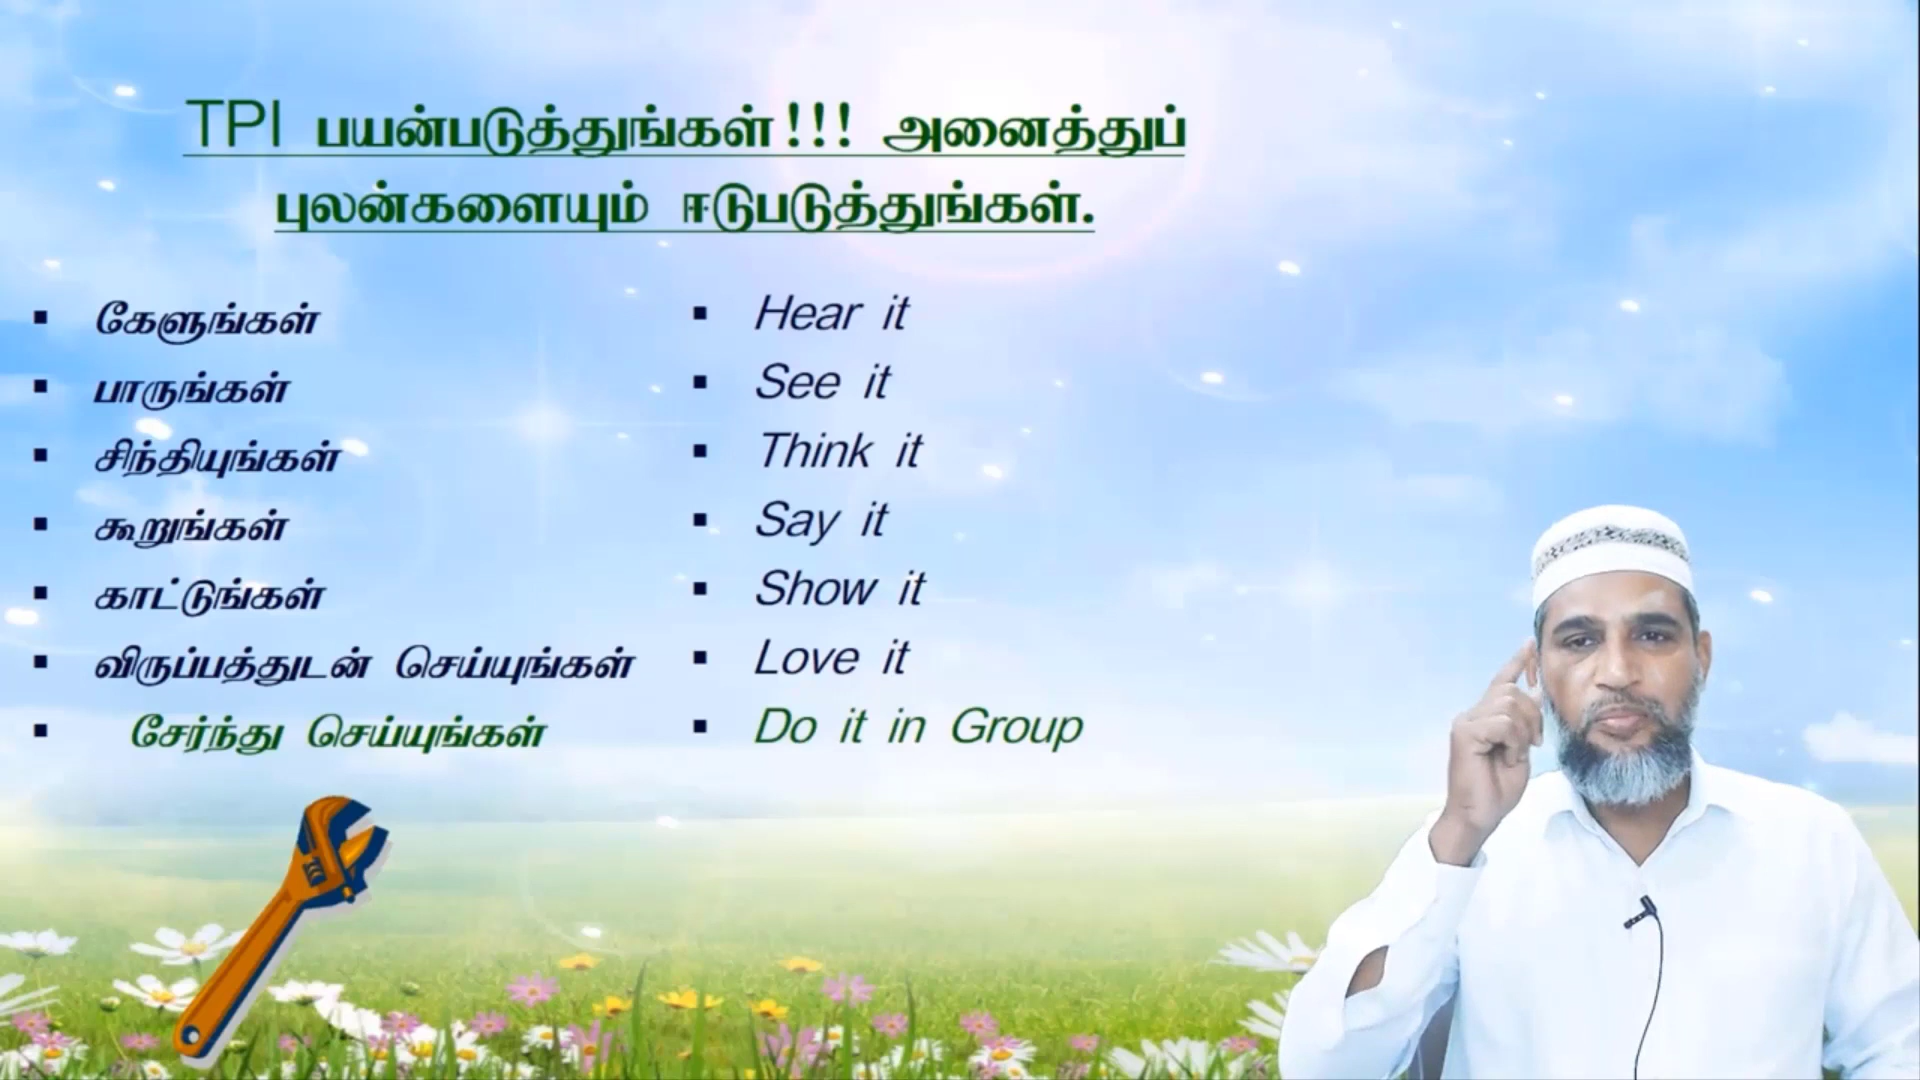 TPI பயன்படுத்துங்கள்!!! அனைத்துப்
புலன்களையும் ஈடுபடுத்துங்கள்.
▪ கேளுங்கள்
▪ பாருங்கள்
▪ சிந்தியுங்கள்
▪ கூறுங்கள்
▪ காட்டுங்கள்
▪ விருப்பத்துடன் செய்யுங்கள்
▪ சேர்ந்து செய்யுங்கள்
▪ Hear it
▪ See it
▪ Think it
▪ Say it
▪ Show it
▪ Love it
▪ Do it in Group